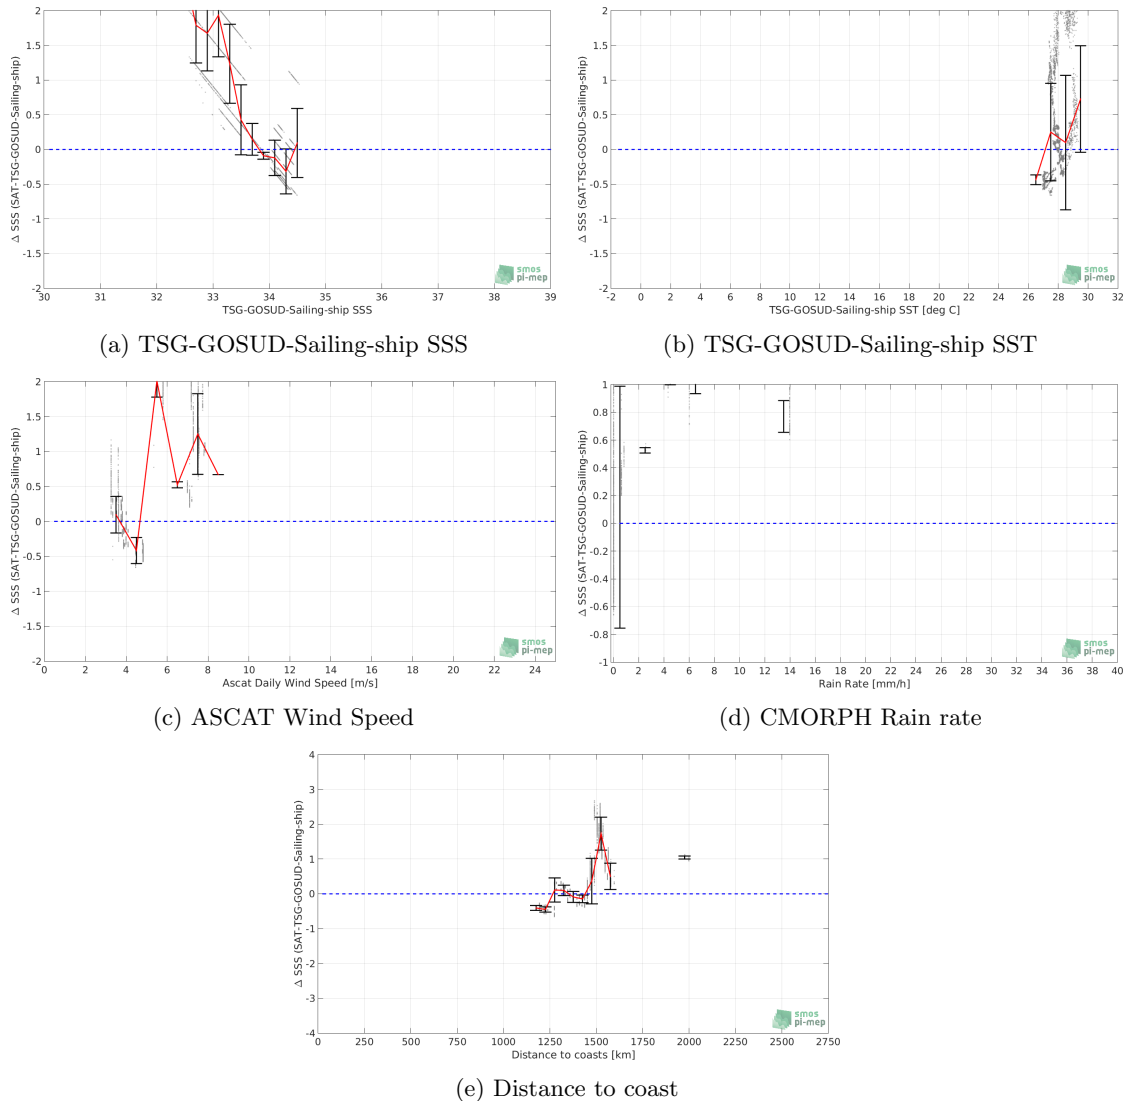 Δ SSS (SAT-TSG-GOSUD-Sailing-ship)
2
1.5
1
0.5
0
-0.5
-1
-1.5
-2
30 31 32 33 34 35 36 37 38 39
TSG-GOSUD-Sailing-ship SSS
smos
pi-mep
(a) TSG-GOSUD-Sailing-ship SSS
Δ SSS (SAT-TSG-GOSUD-Sailing-ship)
2
1.5
1
0.5
0
-0.5
-1
-1.5
-2
-2 0 2 4 6 8 10 12 14 16 18 20 22 24 26 28 30 32
TSG-GOSUD-Sailing-ship SST [deg C]
smos
pi-mep
(b) TSG-GOSUD-Sailing-ship SST
Δ SSS (SAT-TSG-GOSUD-Sailing-ship)
2
1.5
1
0.5
0
-0.5
-1
-1.5
-2
0 2 4 6 8 10 12 14 16 18 20 22 24
Ascat Daily Wind Speed [m/s]
smos
pi-mep
(c) ASCAT Wind Speed
Δ SSS (SAT-TSG-GOSUD-Sailing-ship)
1
0.8
0.6
0.4
0.2
0
-0.2
-0.4
-0.6
-0.8
-1
0 2 4 6 8 10 12 14 16 18 20 22 24 26 28 30 32 34 36 38 40
Rain Rate [mm/h]
smos
pi-mep
(d) CMORPH Rain rate
Δ SSS (SAT-TSG-GOSUD-Sailing-ship)
4
3
2
1
0
-1
-2
-3
-4
0 250 500 750 1000 1250 1500 1750 2000 2250 2500 2750
Distance to coasts [km]
smos
pi-mep
(e) Distance to coast